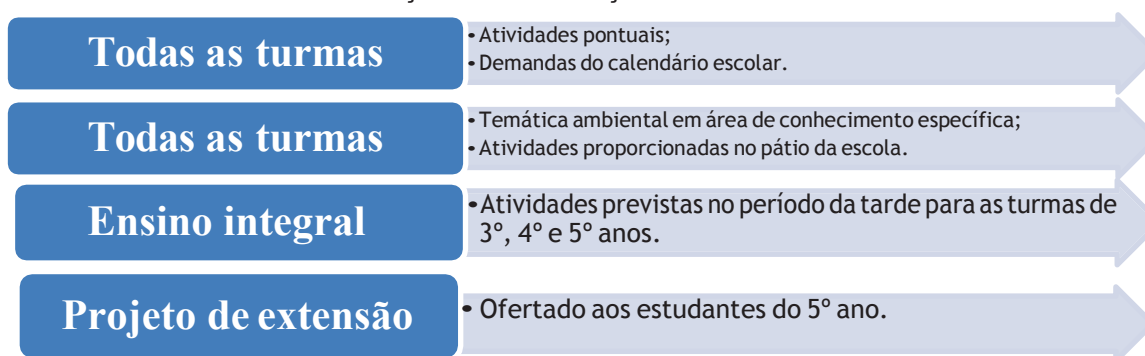 Todas as turmas
• Atividades pontuais;
• Demandas do calendário escolar.
Todas as turmas
• Temática ambiental em área de conhecimento específica;
• Atividades proporcionadas no pátio da escola.
Ensino integral
• Atividades previstas no período da tarde para as turmas de
3º, 4º e 5º anos.
Projeto de extensão
• Ofertado aos estudantes do 5º ano.